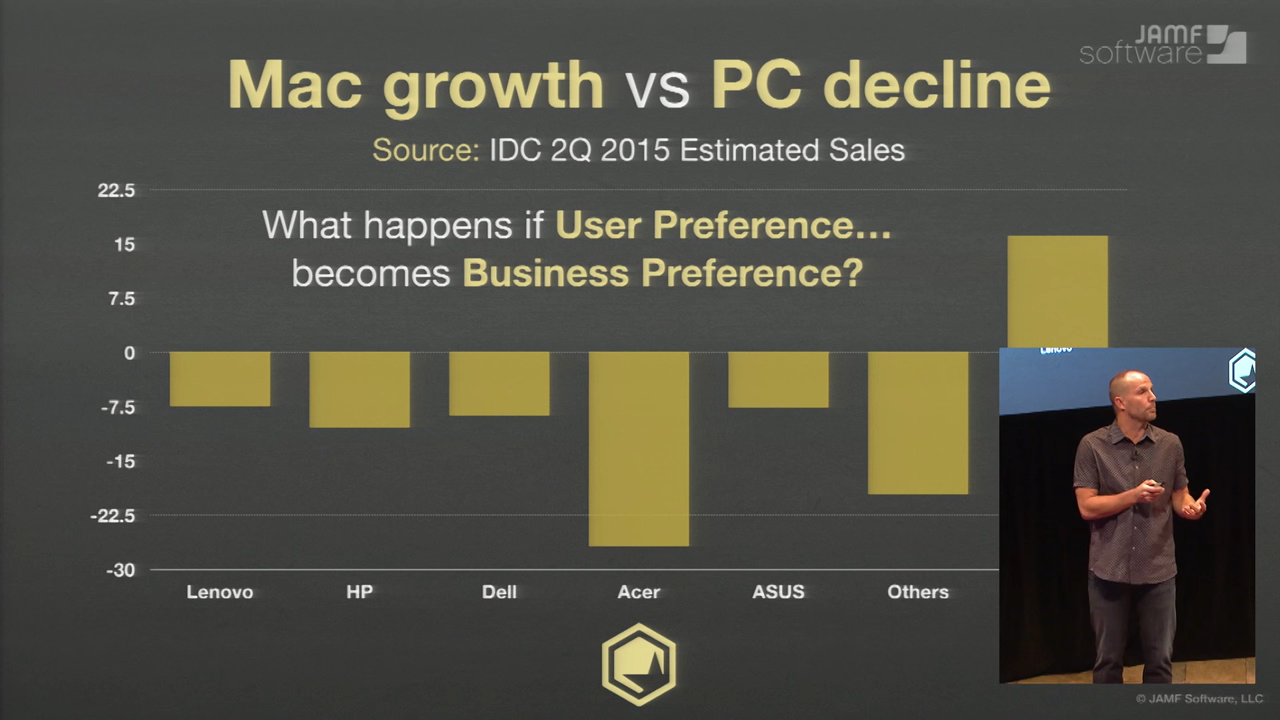 JAMF
software
Mac growth vs PC decline
Source: IDC 2Q 2015 Estimated Sales
22.5
What happens if User Preference...
15
becomes Business Preference?
7.5
0
-7.5
-15
-22.5
-30
Lenovo HP Dell Acer ASUS Others
Lenovo
© JAMF Software, LLC